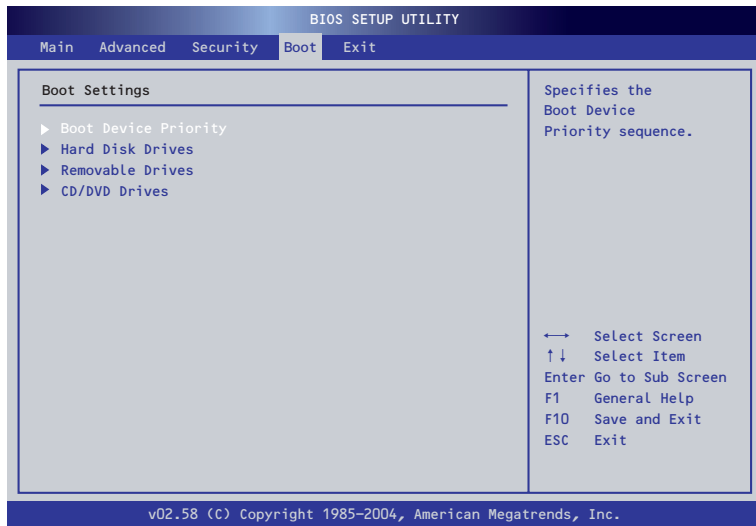 BIOS SETUP UTILITY
Main Advanced Security Boot Exit
Boot Settings
Boot Device Priority
Hard Disk Drives
Removable Drives
CD/DVD Drives
Specifies the
Boot Device
Priority sequence.
←→ Select Screen
↑↓ Select Item
Enter Go to Sub Screen
F1 General Help
F10 Save and Exit
ESC Exit
v02.58 (C) Copyright 1985-2004, American Megatrends, Inc.